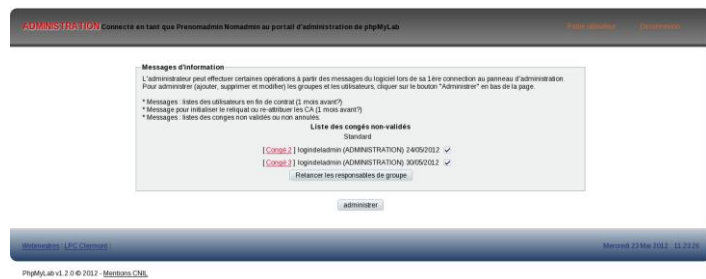 ADMINISTRATION Connecté en tant que Prenomadmin Nomadmin au portail d'administration de phpMyLab
Messages d'information
L'administrateur peut effectuer certaines opérations à partir des messages du logiciel lors de sa 1ère connection au panneau d'administration.
Pour administrer (ajouter, supprimer et modifier) les groupes et les utilisateurs, cliquer sur le bouton "Administrer" en bas de la page.
* Messages : listes des utilisateurs en fin de contrat (1 mois avant?)
* Message pour initialiser le reliquat ou re-attribuer les CA (1 mois avant?)
* Messages : listes des conges non validés ou non annulés.
Liste des congés non-validés
Standard
[ Congé 2 ] logindeladmin (ADMINISTRATION) 24/05/2012
[ Congé 3 ] logindeladmin (ADMINISTRATION) 30/05/2012
Relancer les responsables de groupe
administrer
Webmestres : LPC Clermont
Mercredi 23 Mai 2012 11:23:26
PhpMyLab v1.2.0 © 2012 - Mentions CNIL